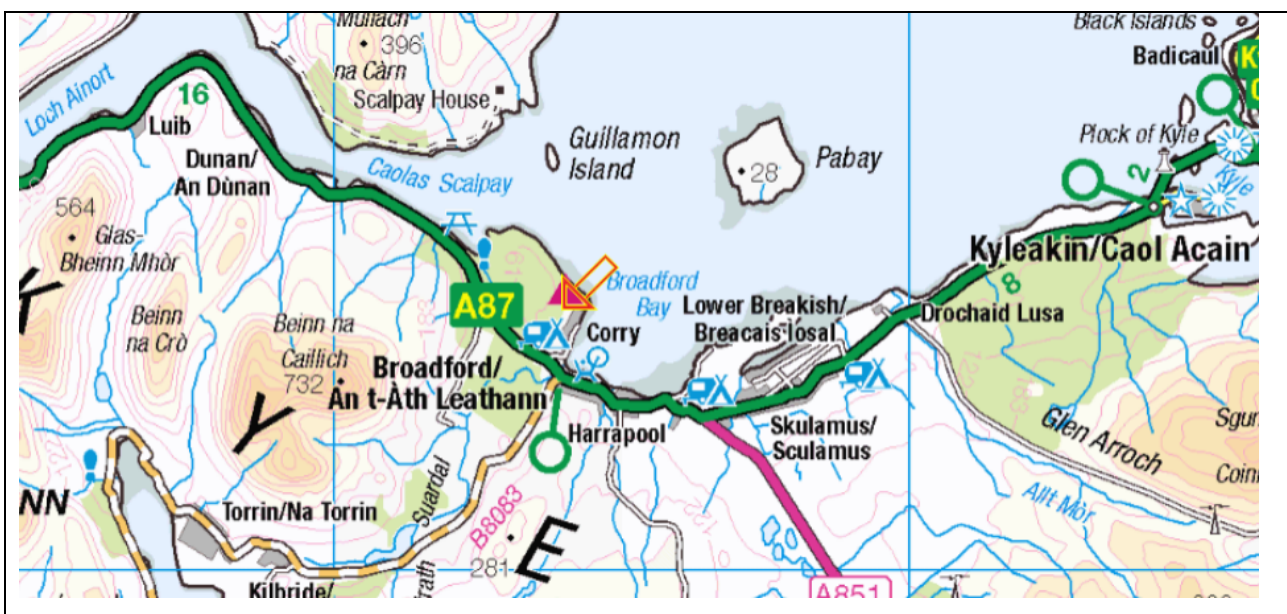 Mullach
396
na Càrn
Scalpay House
Black Islands
Badicaul
Loch Ainort
16
Luib
Dunan/
An Dùnan
Caolas Scalpay
Guillamon
Island
28
Pabay
Plock of Kyle
2
Kyle
564
Glas-
Bheinn Mhòr
Beinn
na Crò
Beinn na
Caillich
732
A87
Broadford
Bay
Corry
Lower Breakish/
Breacais Iosal
Kyleakin/Caol Acain
8
Drochaid Lusa
Broadford/
An t-Àth Leathann
Harrapool
Skulamus/
Sculamus
Glen Arroch
Allt Mòr
Y
Torrin/Na Torrin
Suardal
B8083
122
E
281
Kilbride/
A851